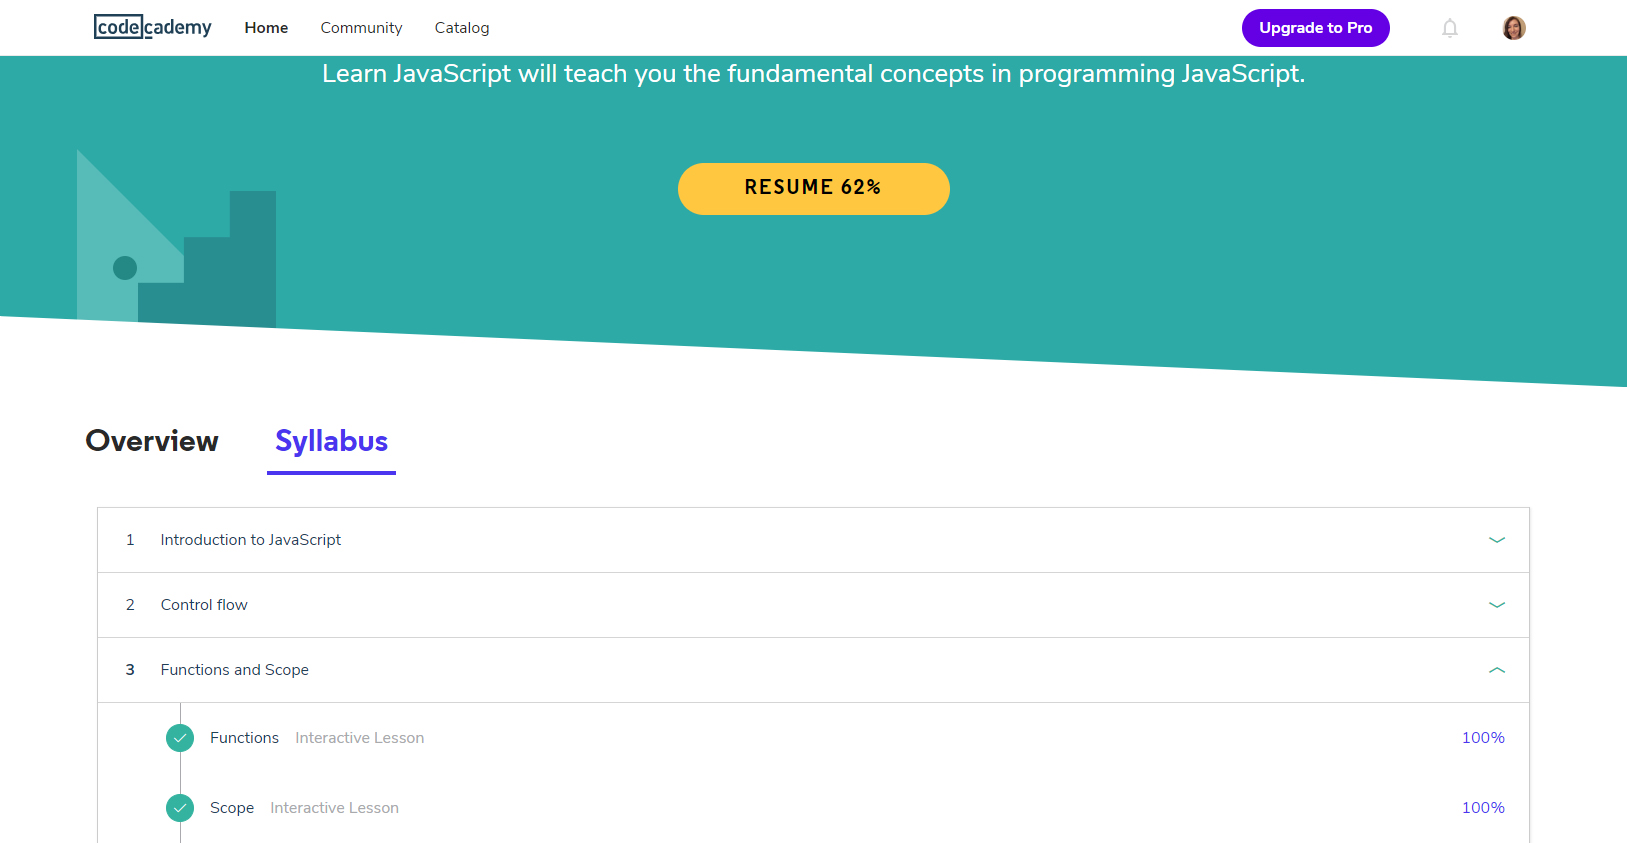 codecademy Home Community Catalog Upgrade to Pro
Learn JavaScript will teach you the fundamental concepts in programming JavaScript.
RESUME 62%
Overview Syllabus
1 Introduction to JavaScript
2 Control flow
3 Functions and Scope
Functions Interactive Lesson 100%
Scope Interactive Lesson 100%